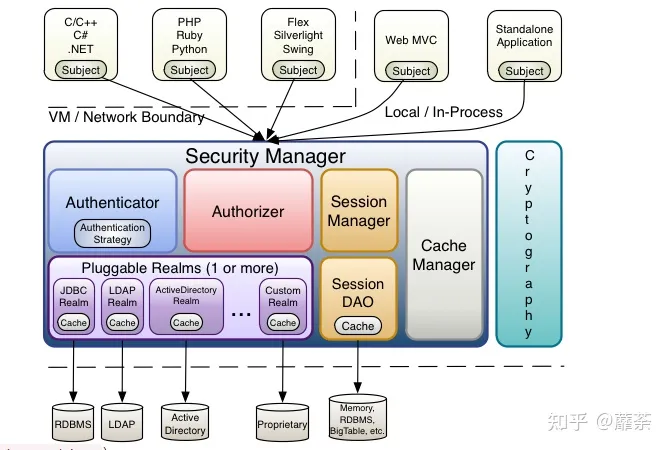 C/C++
C#
.NET
Subject
PHP
Ruby
Python
Subject
Flex
Silverlight
Swing
Subject
Web MVC
Subject
Standalone
Application
Subject
VM / Network Boundary
Local / In-Process
Security Manager
Authenticator
Authentication
Strategy
Authorizer
Session
Manager
Cache
Manager
Cryptography
Pluggable Realms (1 or more)
JDBC
Realm
Cache
LDAP
Realm
Cache
ActiveDirectory
Realm
Cache
...
Custom
Realm
Cache
Session
DAO
Cache
RDBMS
LDAP
Active
Directory
Proprietary
Memory,
RDBMS,
BigTable, etc.
知乎 @蘼荼